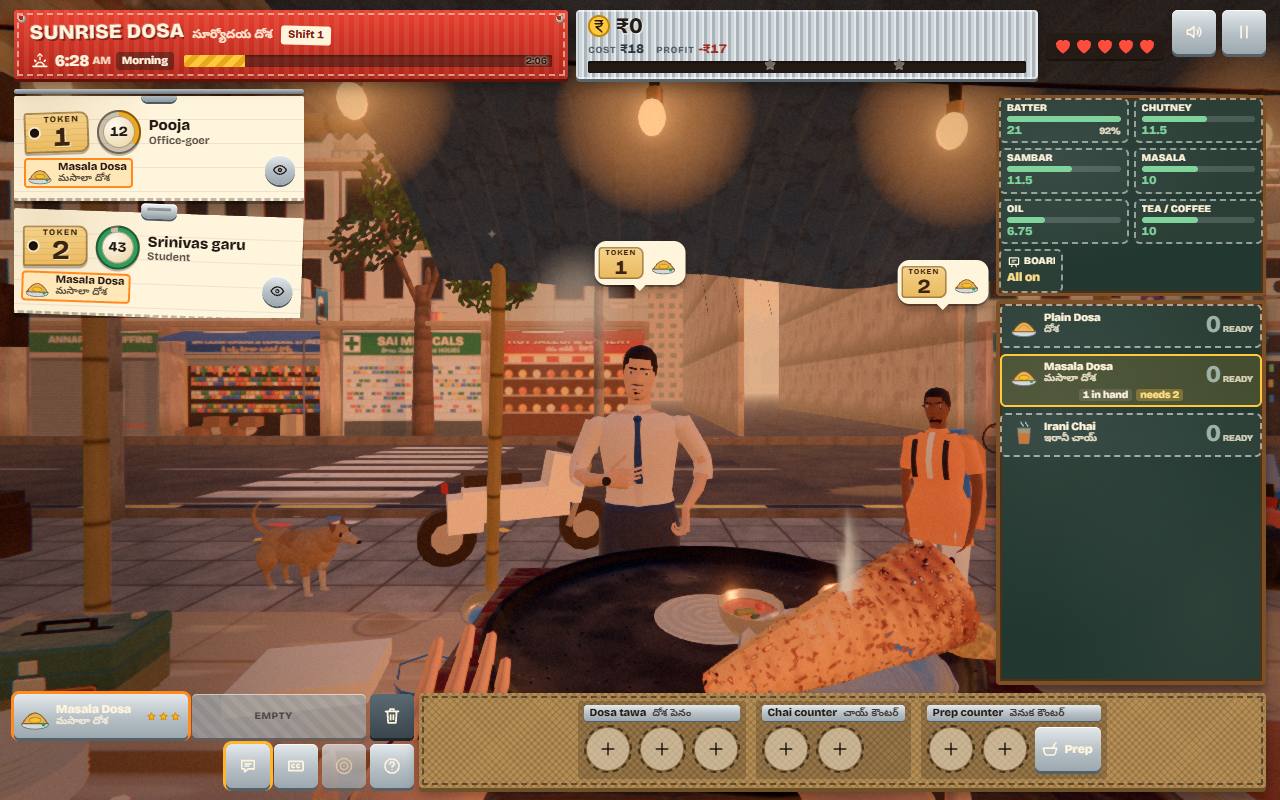 SUNRISE DOSA సూర్యోదయ దోశ Shift 1
6:28 AM Morning 2:06
₹0
COST ₹18 PROFIT -₹17
TOKEN 1
12
Pooja
Office-goer
Masala Dosa
మసాలా దోశ
TOKEN 2
43
Srinivas garu
Student
Masala Dosa
మసాలా దోశ
TOKEN 1
TOKEN 2
SAI
BATTER
21 92%
CHUTNEY
11.5
SAMBAR
11.5
MASALA
10
OIL
6.75
TEA / COFFEE
10
All on
Plain Dosa
దోశ
0 READY
Masala Dosa
మసాలా దోశ
0 READY
1 in hand needs 2
Irani Chai
ఇరానీ చాయ్
0 READY
Masala Dosa
మసాలా దోశ
EMPTY
CC
Dosa tawa దోశ పెనం
Chai counter చాయ్ కౌంటర్
Prep counter వెనుక కౌంటర్
Prep